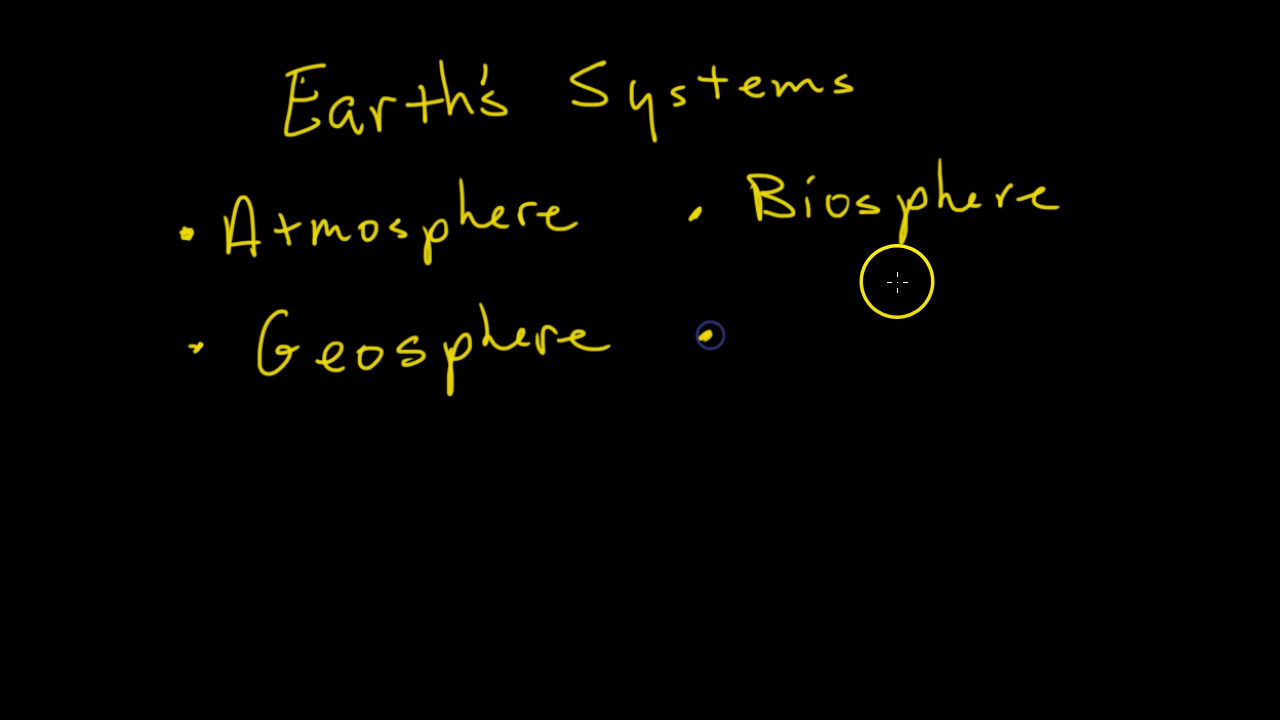 Earth's Systems
• Atmosphere • Biosphere
• Geosphere •